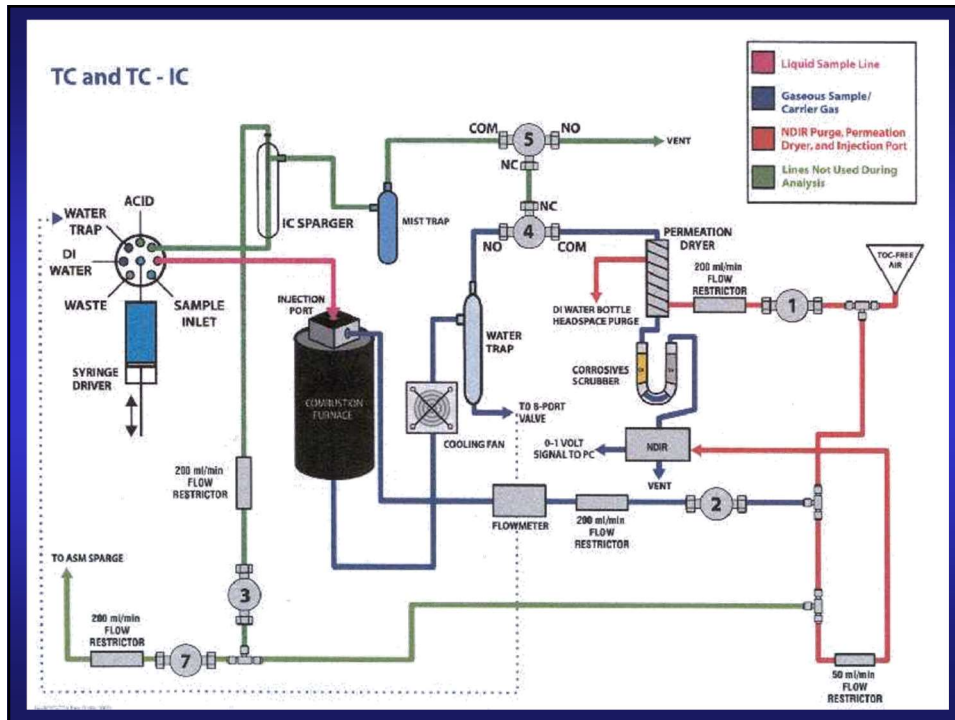 TC and TC - IC
Liquid Sample Line
Gaseous Sample/
Carrier Gas
NDIR Purge, Permeation
Dryer, and Injection Port
Lines Not Used During
Analysis
COM
5
NO
VENT
NC
NC
NO
4
COM
ACID
WATER
TRAP
DI
WATER
WASTE
SAMPLE
INLET
SYRINGE
DRIVER
IC SPARGER
MIST TRAP
INJECTION
PORT
COMBUSTION
FURNACE
COOLING FAN
WATER
TRAP
TO 8-PORT
VALVE
PERMEATION
DRYER
DI WATER BOTTLE
HEADSPACE PURGE
200 ml/min
FLOW
RESTRICTOR
1
TOC-FREE
AIR
CORROSIVES
SCRUBBER
0-1 VOLT
SIGNAL TO PC
NDIR
VENT
FLOWMETER
200 ml/min
FLOW
RESTRICTOR
2
200 ml/min
FLOW
RESTRICTOR
3
TO ASM SPARGE
200 ml/min
FLOW
RESTRICTOR
7
50 ml/min
FLOW
RESTRICTOR